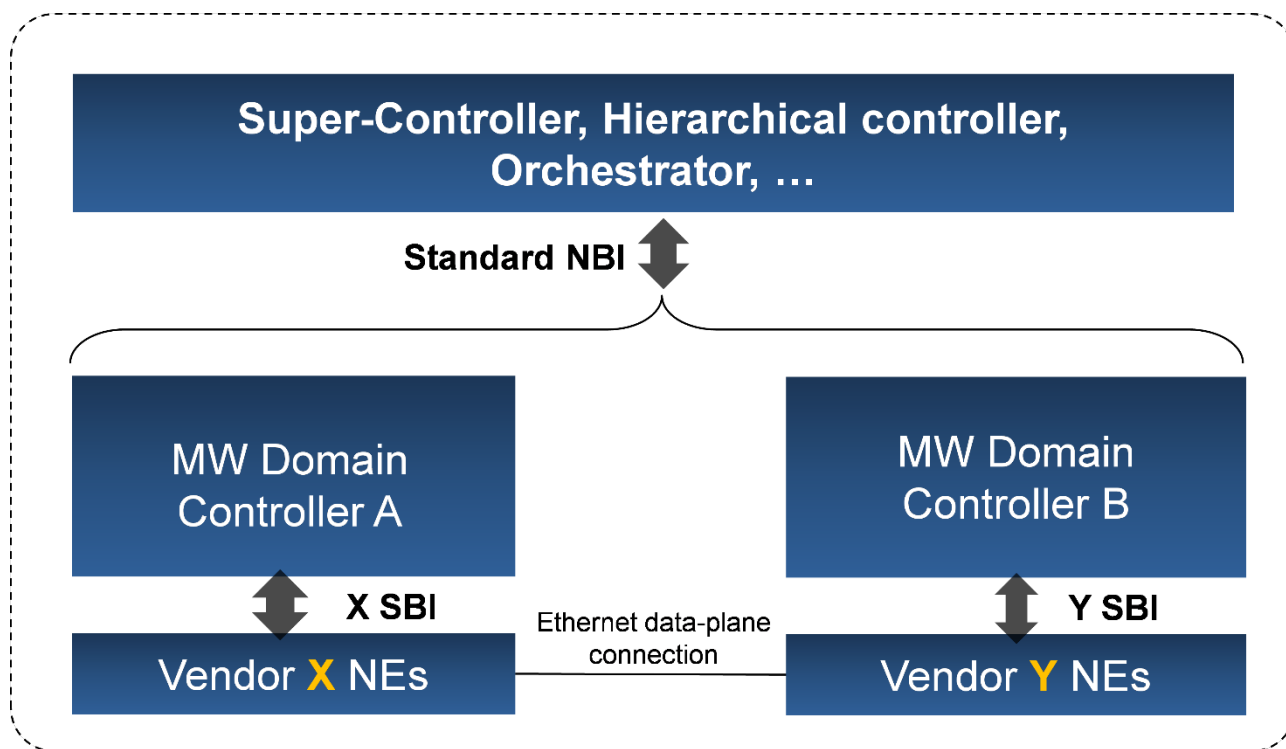 Super-Controller, Hierarchical controller,
Orchestrator, …
Standard NBI
MW Domain
Controller A
MW Domain
Controller B
X SBI
Y SBI
Ethernet data-plane
connection
Vendor X NEs
Vendor Y NEs